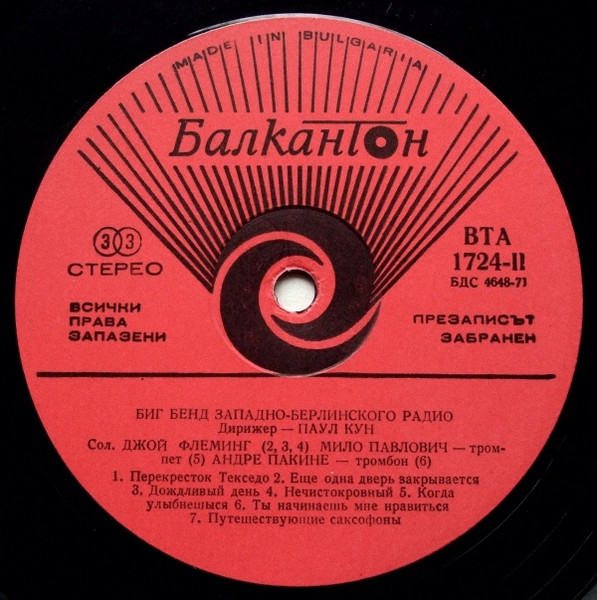 MADE IN BULGARIA
Балкантон
33
СТЕРЕО
ВТА
1724-II
БДС 4648-71
ВСИЧКИ
ПРАВА
ЗАПАЗЕНИ
ПРЕЗАПИСЪТ
ЗАБРАНЕН
БИГ БЕНД ЗАПАДНО-БЕРЛИНСКОГО РАДИО
Дирижер — ПАУЛ КУН
Сол. ДЖОЙ ФЛЕМИНГ (2, 3, 4) МИЛО ПАВЛОВИЧ — тром-
пет (5) АНДРЕ ПАКИНЕ — тромбон (6)
1. Перекресток Текседо 2. Еще одна дверь закрывается
3. Дождливый день 4. Нечистокровный 5. Когда
улыбнешься 6. Ты начинаешь мне нравиться
7. Путешествующие саксофоны